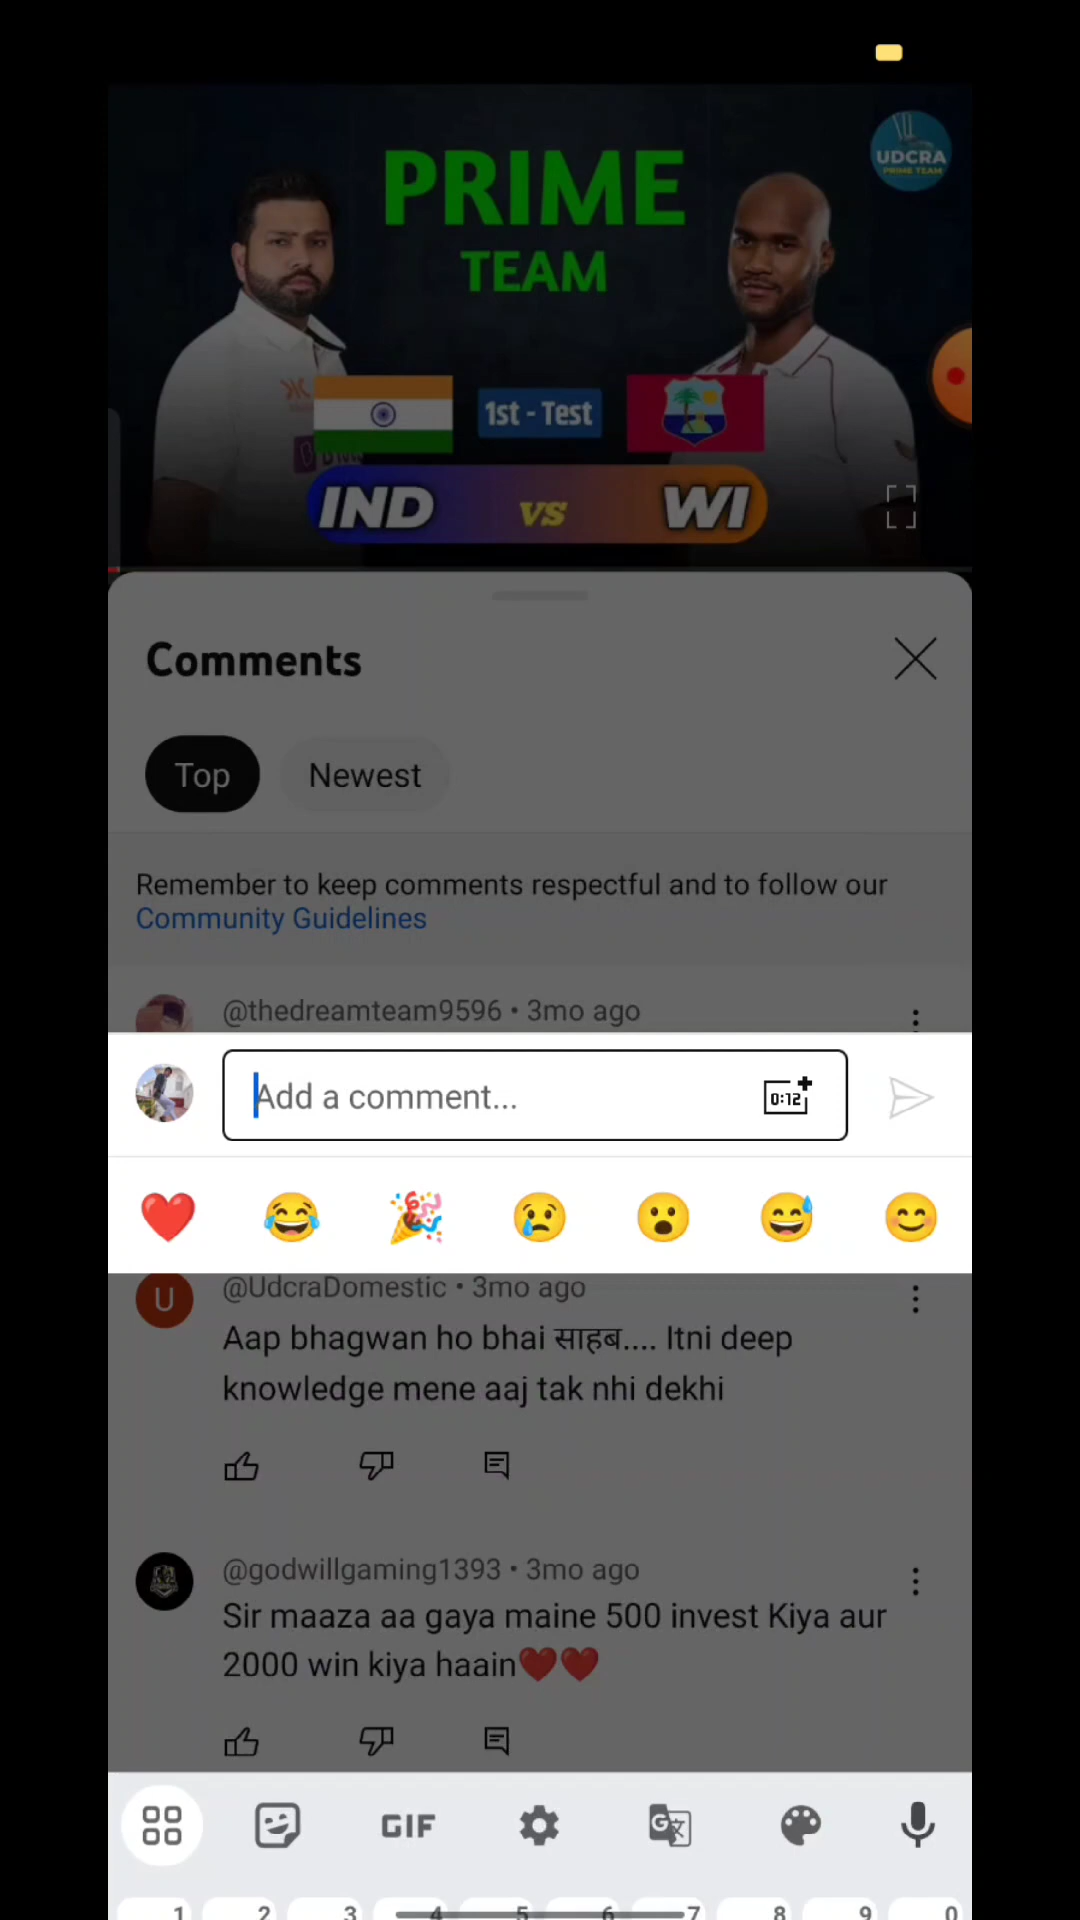 PRIME
TEAM
UDCRA
PRIME TEAM
1st - Test
IND vs WI
Comments
Top Newest
Remember to keep comments respectful and to follow our
Community Guidelines
@thedreamteam9596 • 3mo ago
Add a comment...
0:12
U @UdcraDomestic • 3mo ago
Aap bhagwan ho bhai साहब.... Itni deep
knowledge mene aaj tak nhi dekhi
@godwillgaming1393 • 3mo ago
Sir maaza aa gaya maine 500 invest Kiya aur
2000 win kiya haain❤️❤️
GIF
1 2 3 4 5 6 7 8 9 0